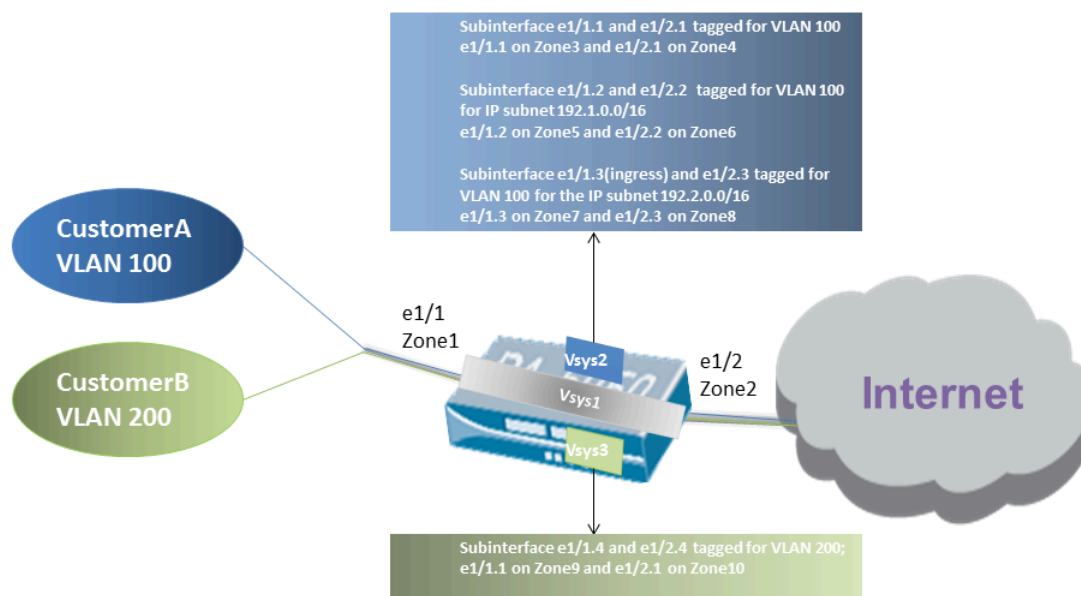 Subinterface e1/1.1 and e1/2.1 tagged for VLAN 100
e1/1.1 on Zone3 and e1/2.1 on Zone4
Subinterface e1/1.2 and e1/2.2 tagged for VLAN 100
for IP subnet 192.1.0.0/16
e1/1.2 on Zone5 and e1/2.2 on Zone6
Subinterface e1/1.3(ingress) and e1/2.3 tagged for
VLAN 100 for the IP subnet 192.2.0.0/16
e1/1.3 on Zone7 and e1/2.3 on Zone8
CustomerA
VLAN 100
CustomerB
VLAN 200
e1/1
Zone1
Vsys2
Vsys1
Vsys3
e1/2
Zone2
Internet
Subinterface e1/1.4 and e1/2.4 tagged for VLAN 200;
e1/1.1 on Zone9 and e1/2.1 on Zone10